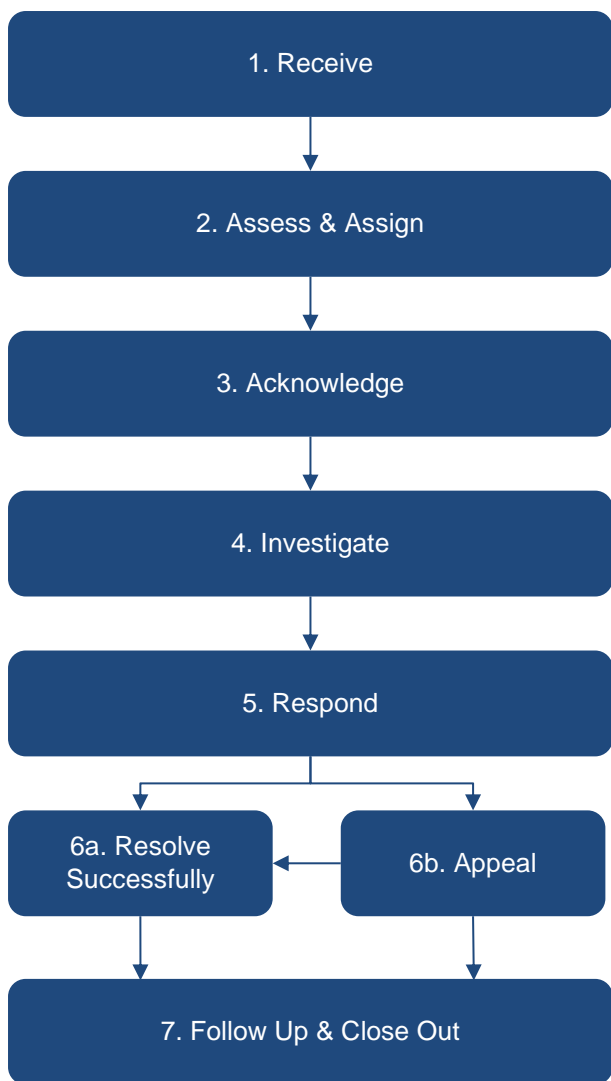 1. Receive
2. Assess & Assign
3. Acknowledge
4. Investigate
5. Respond
6a. Resolve
Successfully
6b. Appeal
7. Follow Up & Close Out